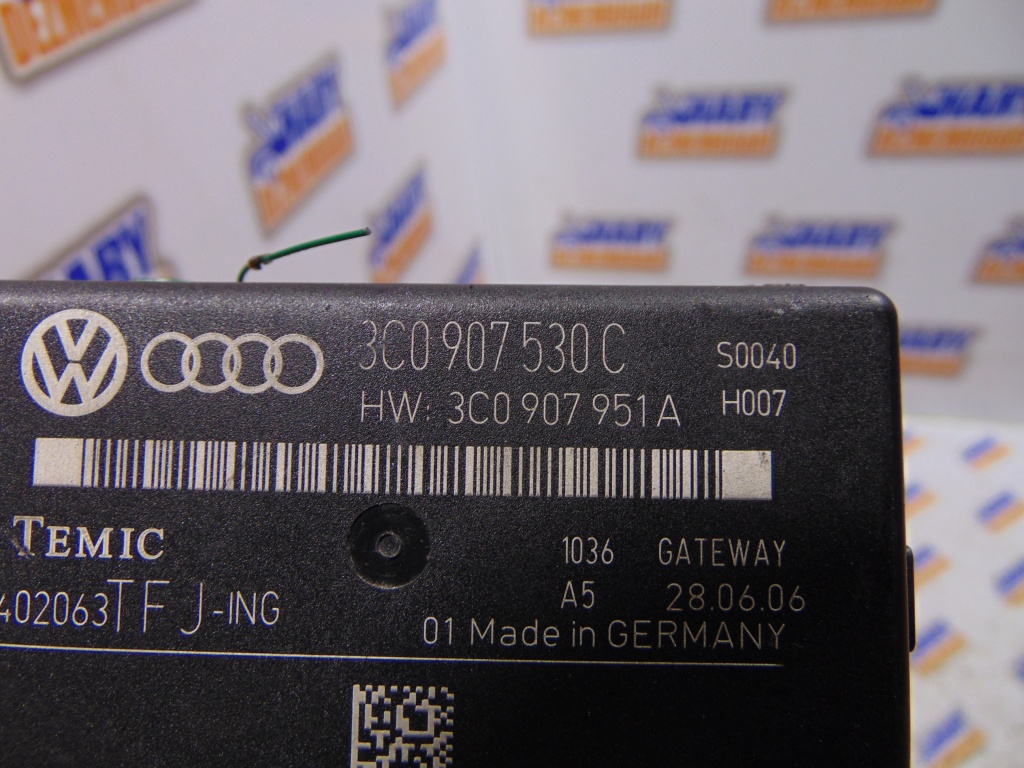 3C0 907 530 C
HW: 3C0 907 951A
S0040
H007
TEMIC
402063TFJ-ING
1036 GATEWAY
A5 28.06.06
01 Made in GERMANY